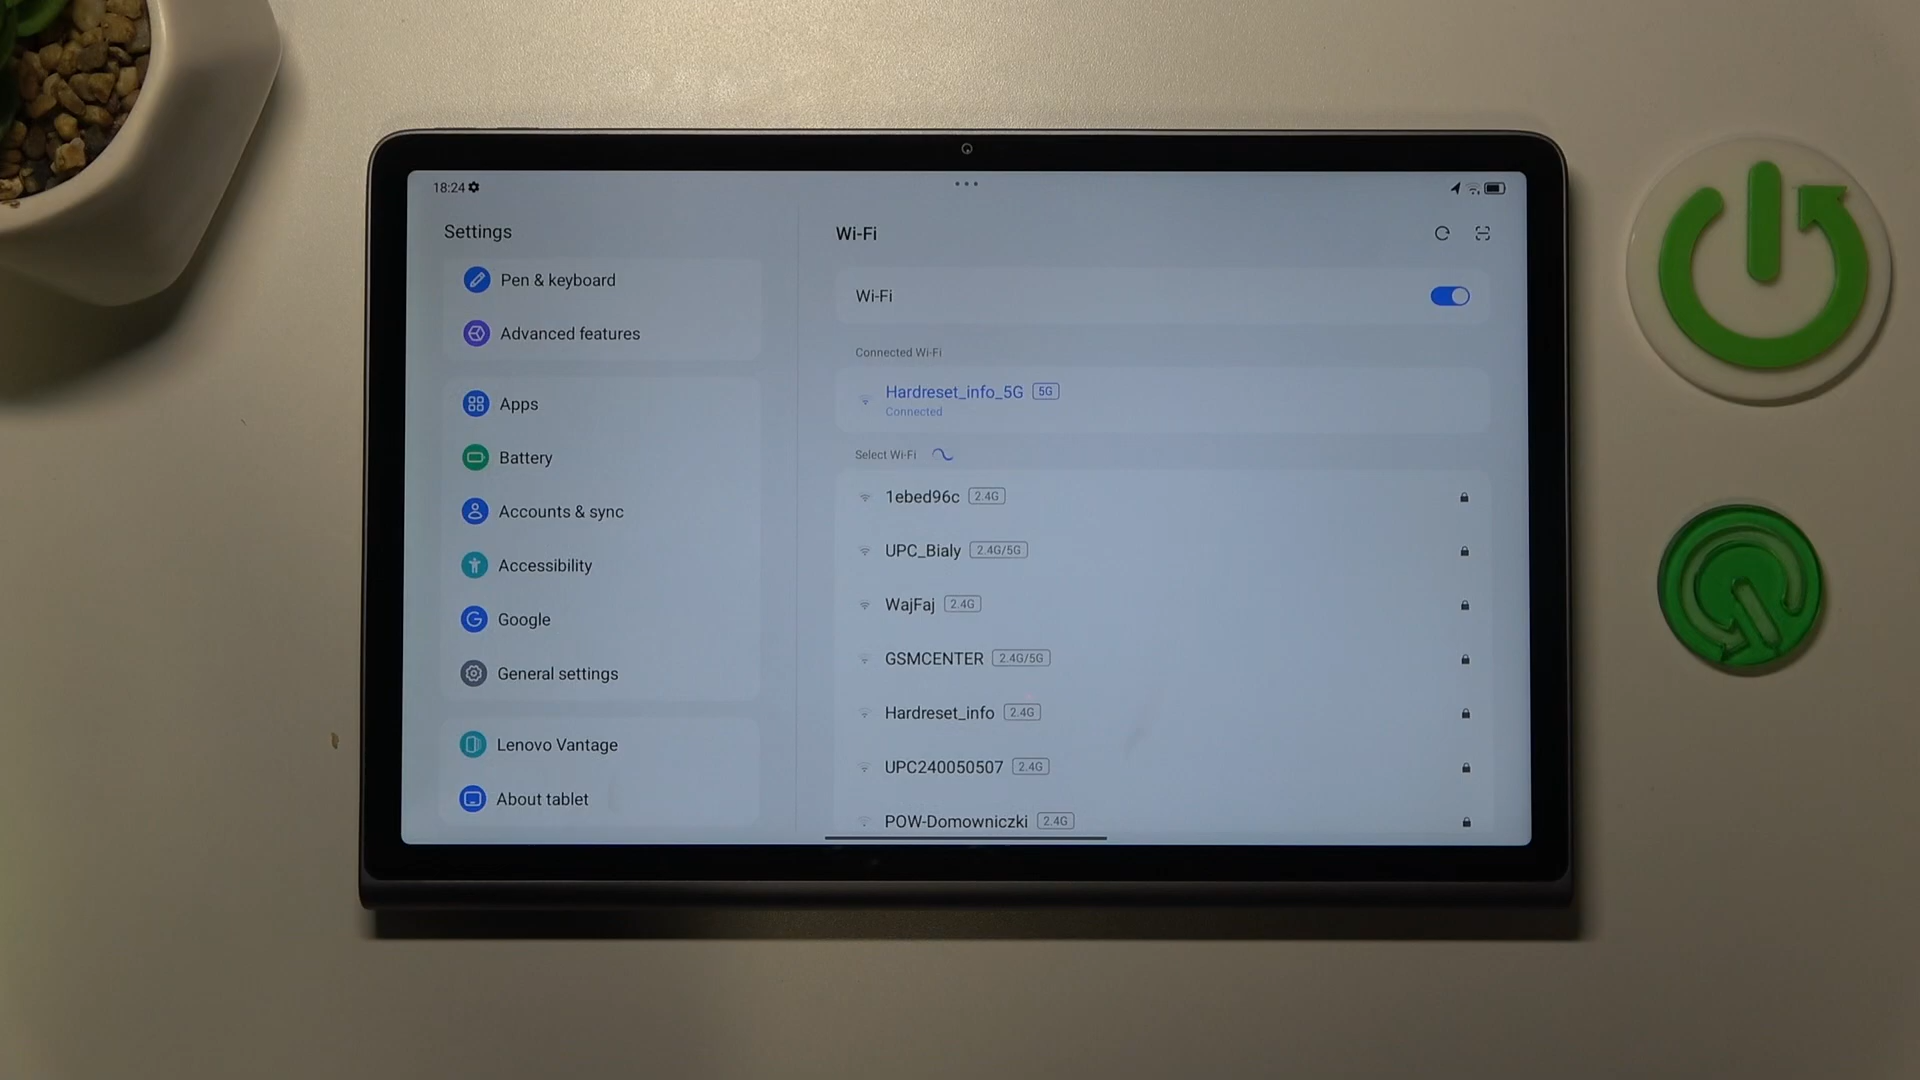 18:24
Settings
Pen & keyboard
Advanced features
Apps
Battery
Accounts & sync
Accessibility
Google
General settings
Lenovo Vantage
About tablet
Wi-Fi
Wi-Fi
Connected Wi-Fi
Hardreset_info_5G 5G
Connected
Select Wi-Fi
1ebed96c 2.4G
UPC_Bialy 2.4G/5G
WajFaj 2.4G
GSMCENTER 2.4G/5G
Hardreset_info 2.4G
UPC240050507 2.4G
POW-Domowniczki 2.4G